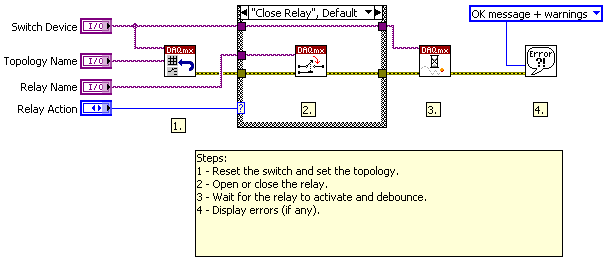 "Close Relay", Default
OK message + warnings
Switch Device
I/O
DAQmx
DAQmx
DAQmx
Error
?!
Topology Name
I/O
Relay Name
I/O
Relay Action
?
1.
2.
3.
4.
Steps:
1 - Reset the switch and set the topology.
2 - Open or close the relay.
3 - Wait for the relay to activate and debounce.
4 - Display errors (if any).